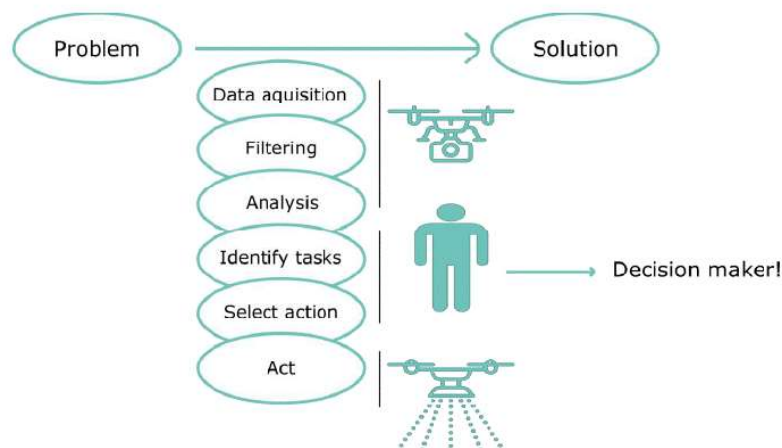 Problem
Solution
Data aquisition
Filtering
Analysis
Identify tasks
Select action
Act
Decision maker!